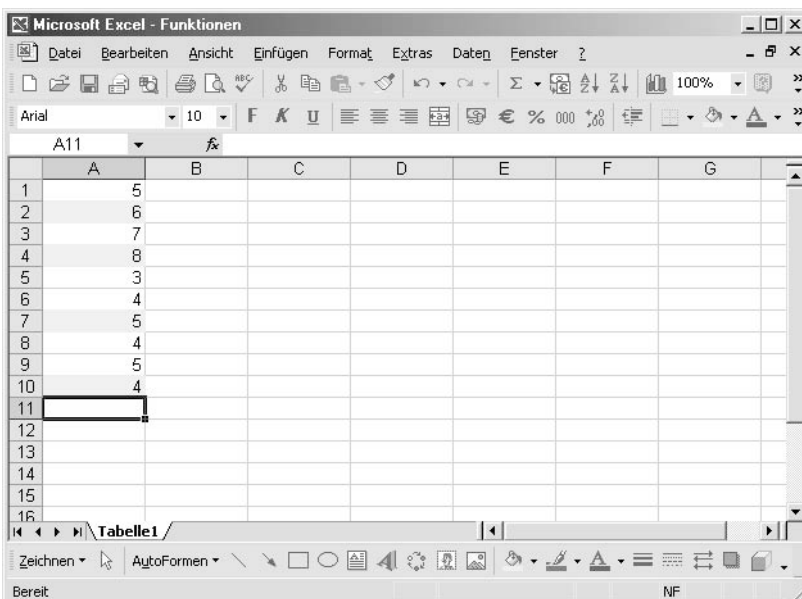 Microsoft Excel - Funktionen
Datei Bearbeiten Ansicht Einfügen Format Extras Daten Fenster ?
100%
Arial 10 F K U € % 000
A11 fx
A B C D E F G
1 5
2 6
3 7
4 8
5 3
6 4
7 5
8 4
9 5
10 4
11
12
13
14
15
16
Tabelle1
Zeichnen AutoFormen
Bereit NF